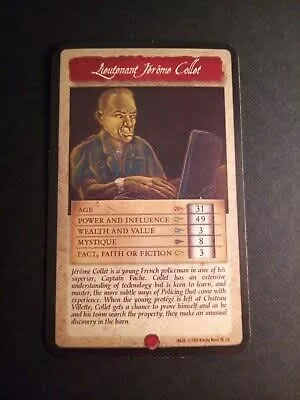 Lieutenant Jérôme Collet
AGE 31
POWER AND INFLUENCE 49
WEALTH AND VALUE 3
MYSTIQUE 8
FACT, FAITH OR FICTION 3
Jérôme Collet is a young French policeman in awe of his
superior, Captain Fache. Collet has an extensive
understanding of technology but is keen to learn, and
master, the more subtle ways of Policing that come with
experience. When the young protégé is left at Chateau
Villette, Collet gets a chance to prove himself and as he
and his team search the property, they make an unusual
discovery in the barn.